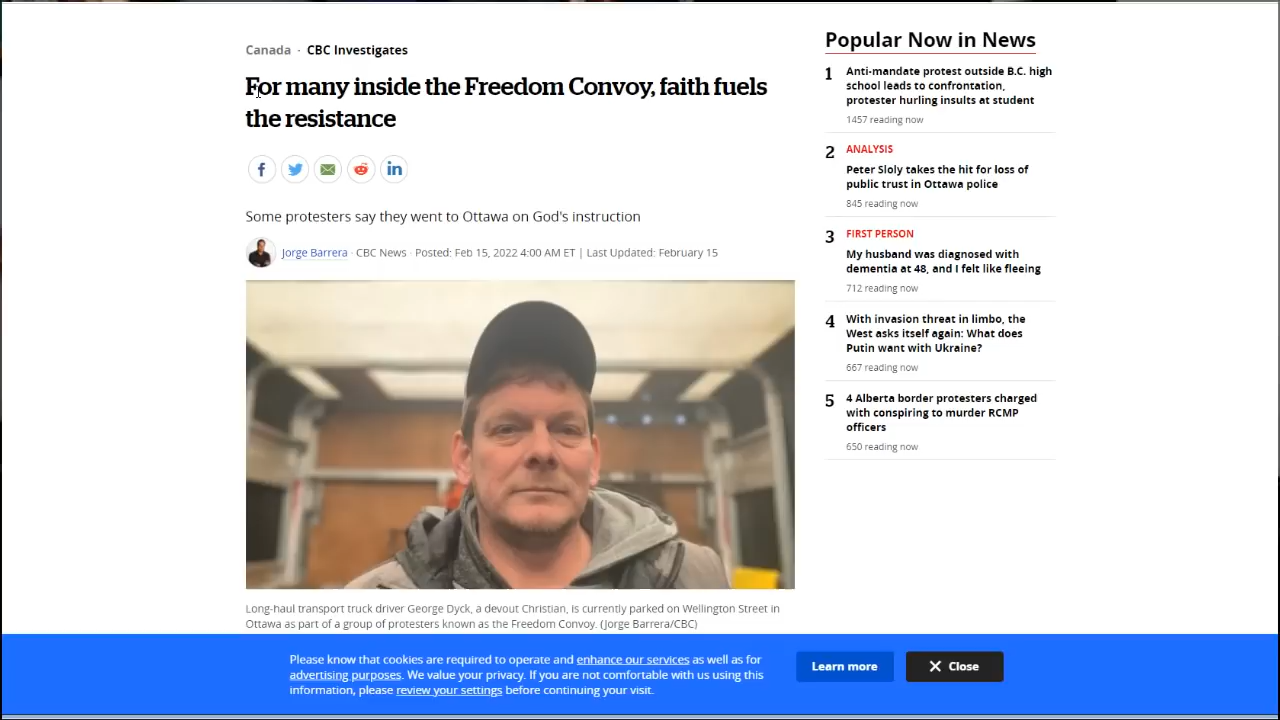 Canada · CBC Investigates
For many inside the Freedom Convoy, faith fuels
the resistance
Some protesters say they went to Ottawa on God's instruction
Jorge Barrera · CBC News · Posted: Feb 15, 2022 4:00 AM ET | Last Updated: February 15
Long-haul transport truck driver George Dyck, a devout Christian, is currently parked on Wellington Street in
Ottawa as part of a group of protesters known as the Freedom Convoy. (Jorge Barrera/CBC)
Popular Now in News
1 Anti-mandate protest outside B.C. high
school leads to confrontation,
protester hurling insults at student
1457 reading now
2 ANALYSIS
Peter Sloly takes the hit for loss of
public trust in Ottawa police
845 reading now
3 FIRST PERSON
My husband was diagnosed with
dementia at 48, and I felt like fleeing
712 reading now
4 With invasion threat in limbo, the
West asks itself again: What does
Putin want with Ukraine?
667 reading now
5 4 Alberta border protesters charged
with conspiring to murder RCMP
officers
650 reading now
Please know that cookies are required to operate and enhance our services as well as for
advertising purposes. We value your privacy. If you are not comfortable with us using this
information, please review your settings before continuing your visit.
Learn more
Close